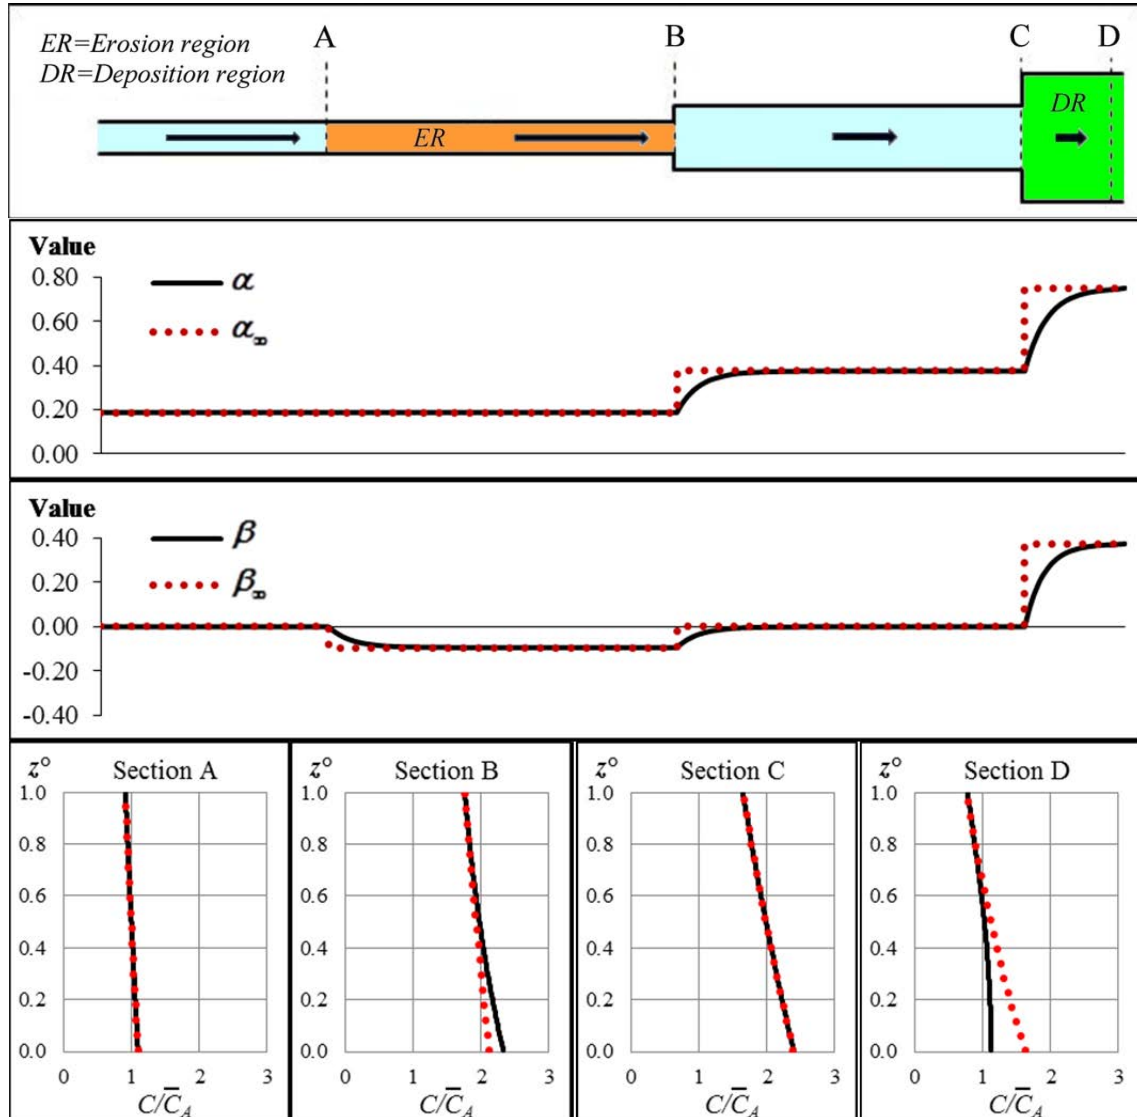 A B C D
ER=Erosion region
DR=Deposition region
ER
DR
Value
0.80
0.60
0.40
0.20
0.00
α
α∞
Value
0.40
0.20
0.00
-0.20
-0.40
β
β∞
z° Section A
1.0
0.8
0.6
0.4
0.2
0.0
0 1 2 3
C/C̅A
z° Section B
1.0
0.8
0.6
0.4
0.2
0.0
0 1 2 3
C/C̅A
z° Section C
1.0
0.8
0.6
0.4
0.2
0.0
0 1 2 3
C/C̅A
z° Section D
1.0
0.8
0.6
0.4
0.2
0.0
0 1 2 3
C/C̅A